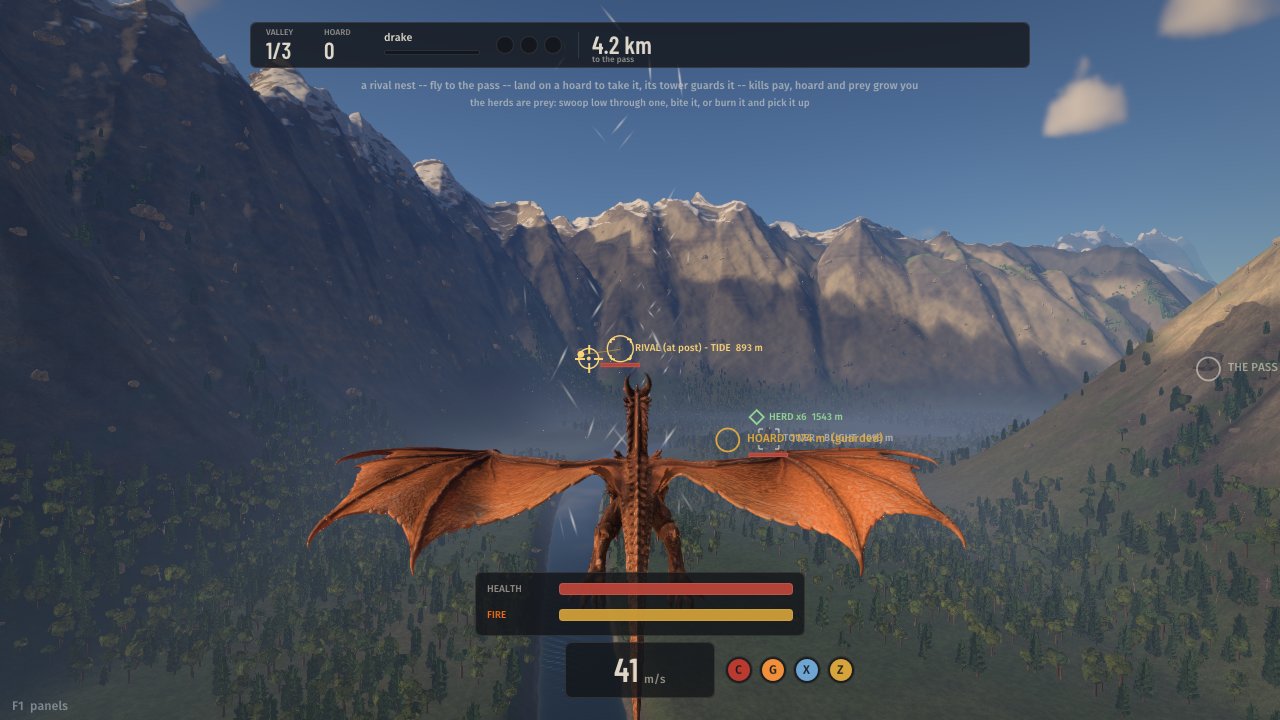 VALLEY
1/3
HOARD
0
drake
4.2 km
to the pass
a rival nest -- fly to the pass -- land on a hoard to take it, its tower guards it -- kills pay, hoard and prey grow you
the herds are prey: swoop low through one, bite it, or burn it and pick it up
RIVAL (at post) - TIDE 893 m
THE PASS
HERD x6 1543 m
HOARD
(guarded)
HEALTH
FIRE
41 m/s
C G X Z
F1 panels